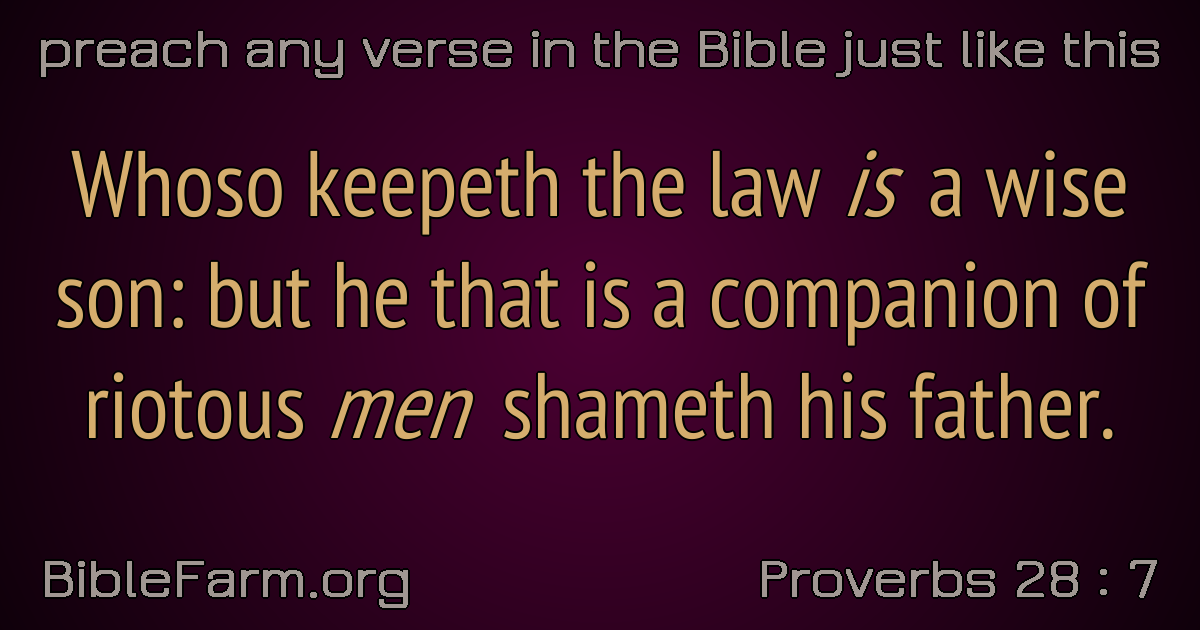 preach any verse in the Bible just like this
Whoso keepeth the law is a wise
son: but he that is a companion of
riotous men shameth his father.
BibleFarm.org
Proverbs 28 : 7